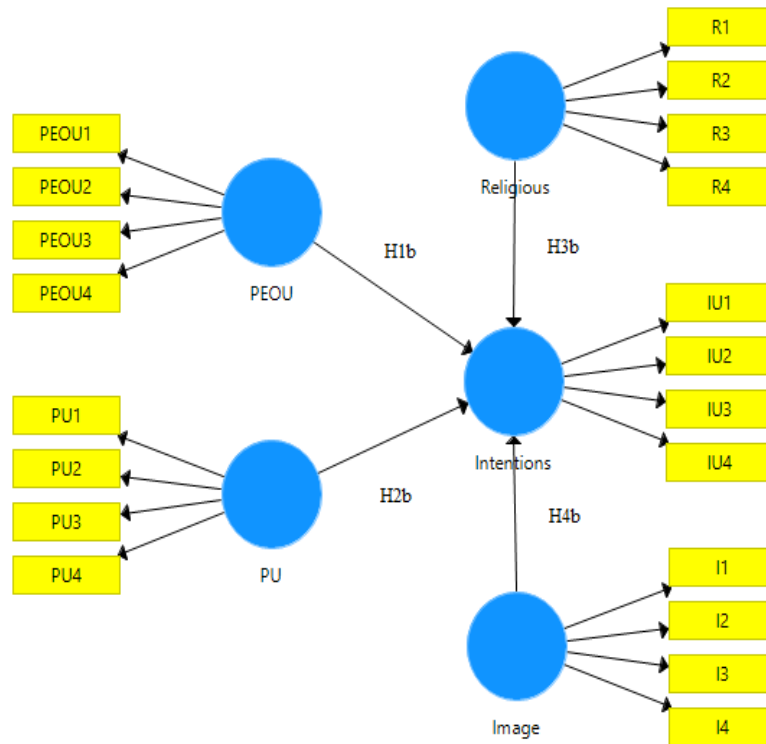 R1
R2
R3
R4
Religious
PEOU1
PEOU2
PEOU3
PEOU4
PEOU
H1b
H3b
IU1
IU2
IU3
IU4
Intentions
PU1
PU2
PU3
PU4
PU
H2b
H4b
I1
I2
I3
I4
Image